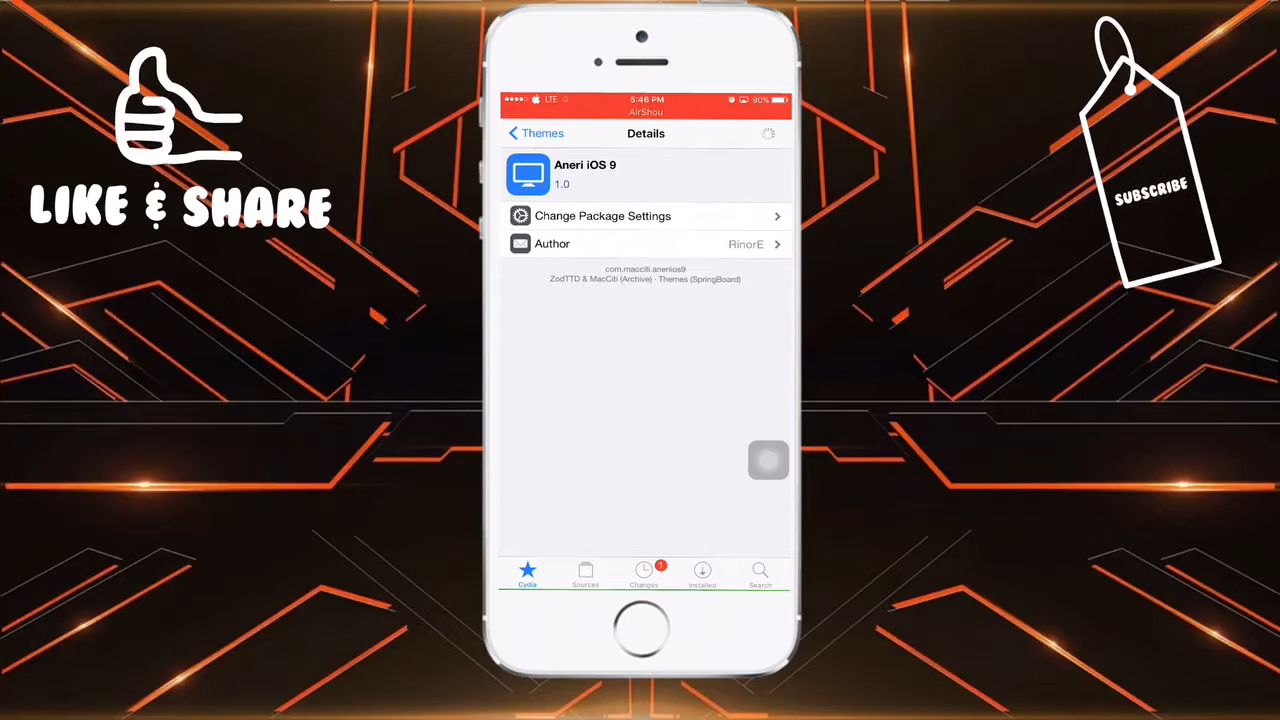 LIKE & SHARE
SUBSCRIBE
LTE 5:46 PM 90%
AirShou
Themes Details
Aneri iOS 9
1.0
Change Package Settings
Author RinorE
com.macciti.aneriios9
ZodTTD & MacCiti (Archive) · Themes (SpringBoard)
1
Cydia Sources Changes Installed Search